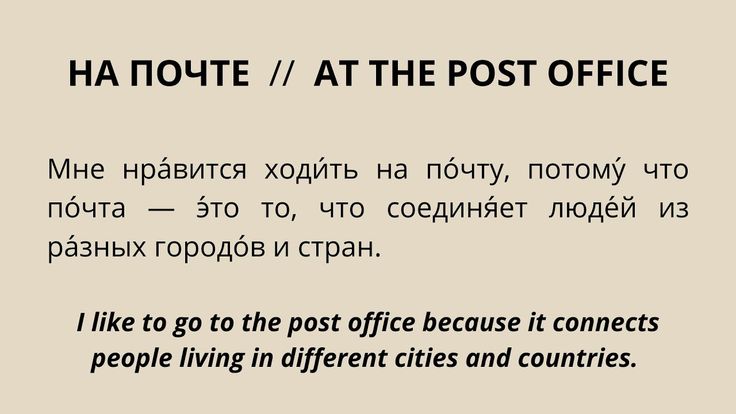 НА ПОЧТЕ // AT THE POST OFFICE
Мне нра́вится ходи́ть на по́чту, потому́ что
по́чта — э́то то, что соединя́ет люде́й из
ра́зных городо́в и стран.
I like to go to the post office because it connects
people living in different cities and countries.